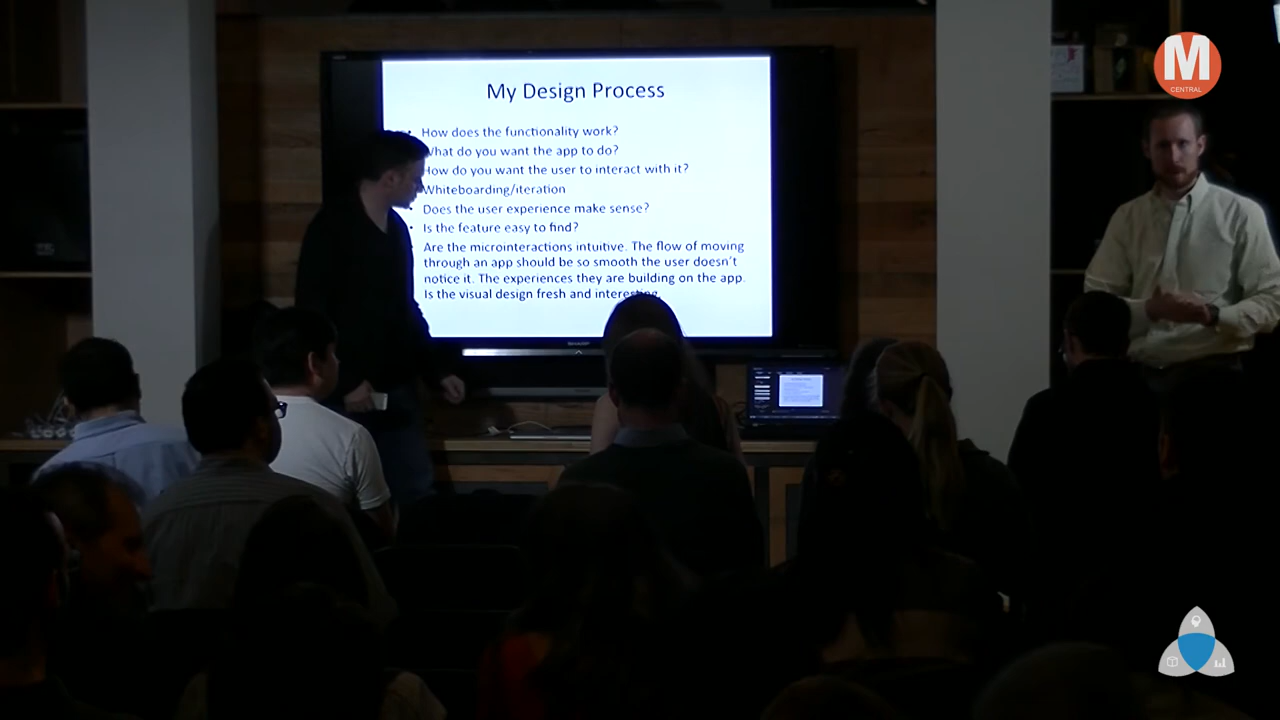 My Design Process
How does the functionality work?
What do you want the app to do?
How do you want the user to interact with it?
Whiteboarding/iteration
Does the user experience make sense?
Is the feature easy to find?
Are the microinteractions intuitive. The flow of moving
through an app should be so smooth the user doesn't
notice it. The experiences they are building on the app.
Is the visual design fresh and interesting.
SHARP
M
CENTRAL